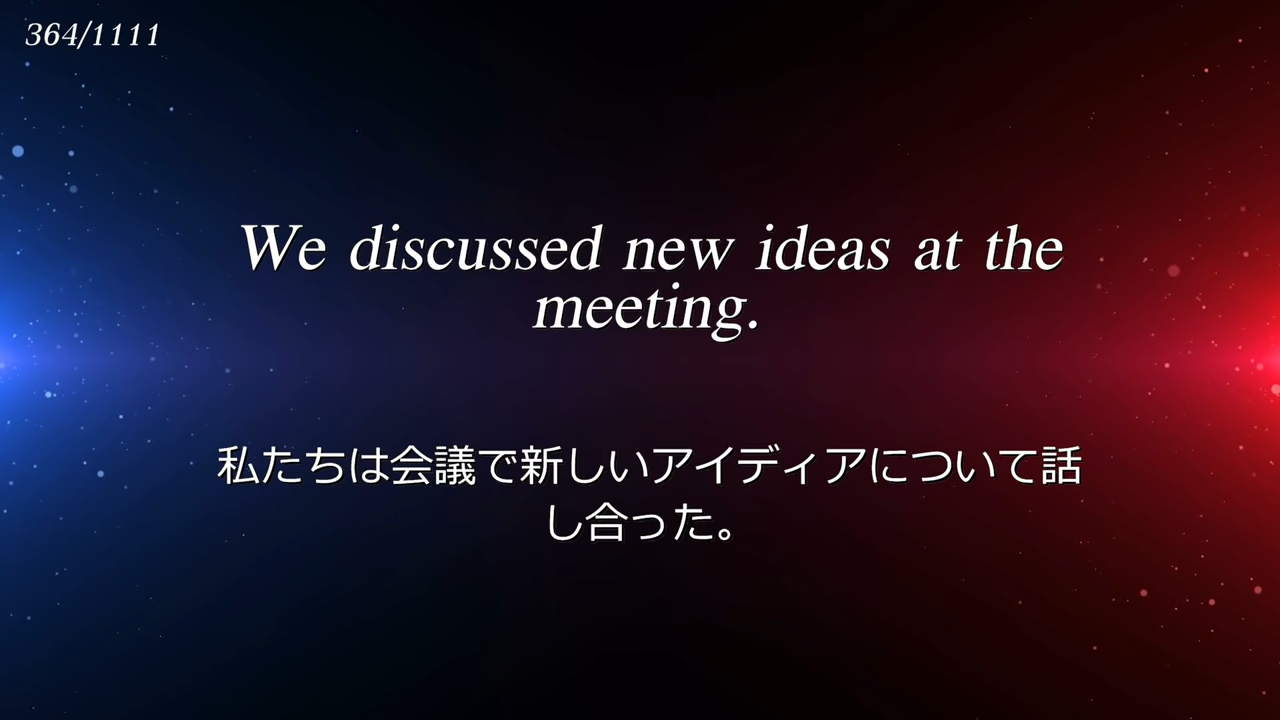 364/1111
We discussed new ideas at the
meeting.
私たちは会議で新しいアイディアについて話
し合った。